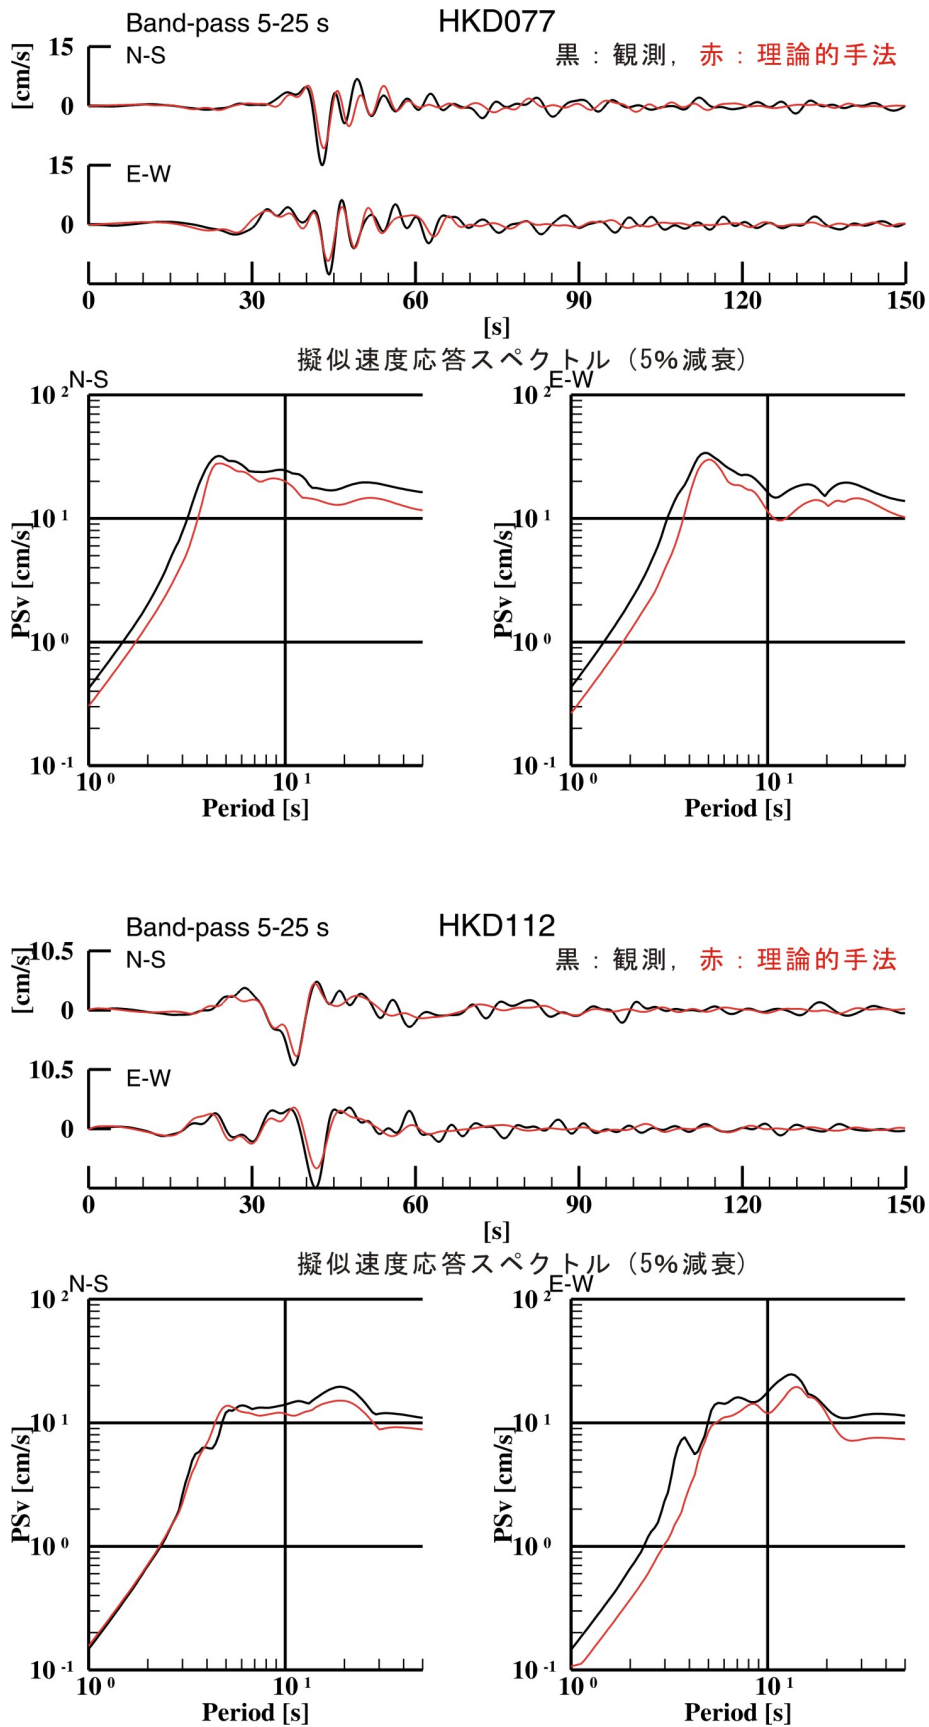 Band-pass 5-25 s HKD077
15 N-S 黒：観測，赤：理論的手法
[cm/s]
0
15 E-W
0
0 30 60 90 120 150
[s]
擬似速度応答スペクトル（5%減衰）
N-S E-W
10 2 10 2
10 1 10 1
PSv [cm/s] PSv [cm/s]
10 0 10 0
10 -1 10 -1
10 0 10 1 10 0 10 1
Period [s] Period [s]
Band-pass 5-25 s HKD112
10.5 N-S 黒：観測，赤：理論的手法
[cm/s]
0
10.5 E-W
0
0 30 60 90 120 150
[s]
擬似速度応答スペクトル（5%減衰）
N-S E-W
10 2 10 2
10 1 10 1
PSv [cm/s] PSv [cm/s]
10 0 10 0
10 -1 10 -1
10 0 10 1 10 0 10 1
Period [s] Period [s]